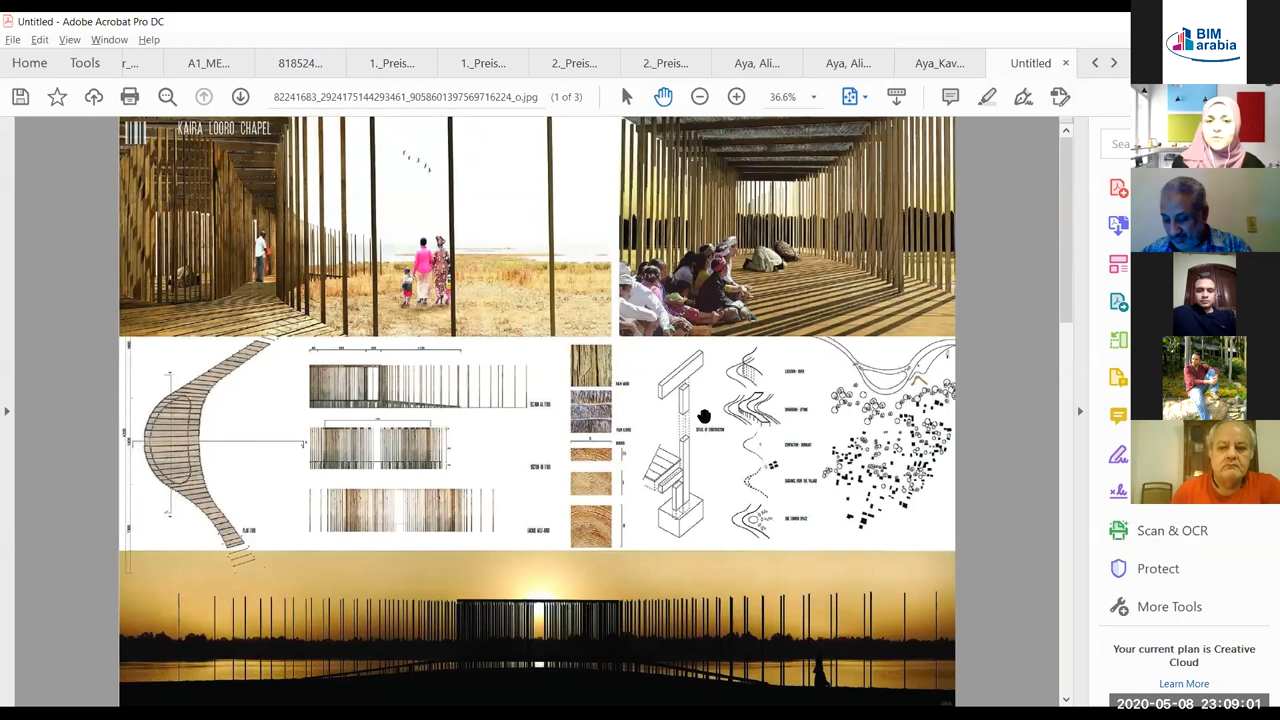 Untitled - Adobe Acrobat Pro DC
File Edit View Window Help
Home Tools r_... A1_ME... 818524... 1._Preis... 1._Preis... 2._Preis... 2._Preis... Aya, Ali... Aya, Ali... Aya_Kav... Untitled ×
82241683_2924175144293461_9059601397569716224_o.jpg (1 of 3) 36.6%
BIM
arabia
KAIRA LOORO CHAPEL
Sea
Scan & OCR
Protect
More Tools
Your current plan is Creative
Cloud
Learn More
2020-05-08 23:09:01